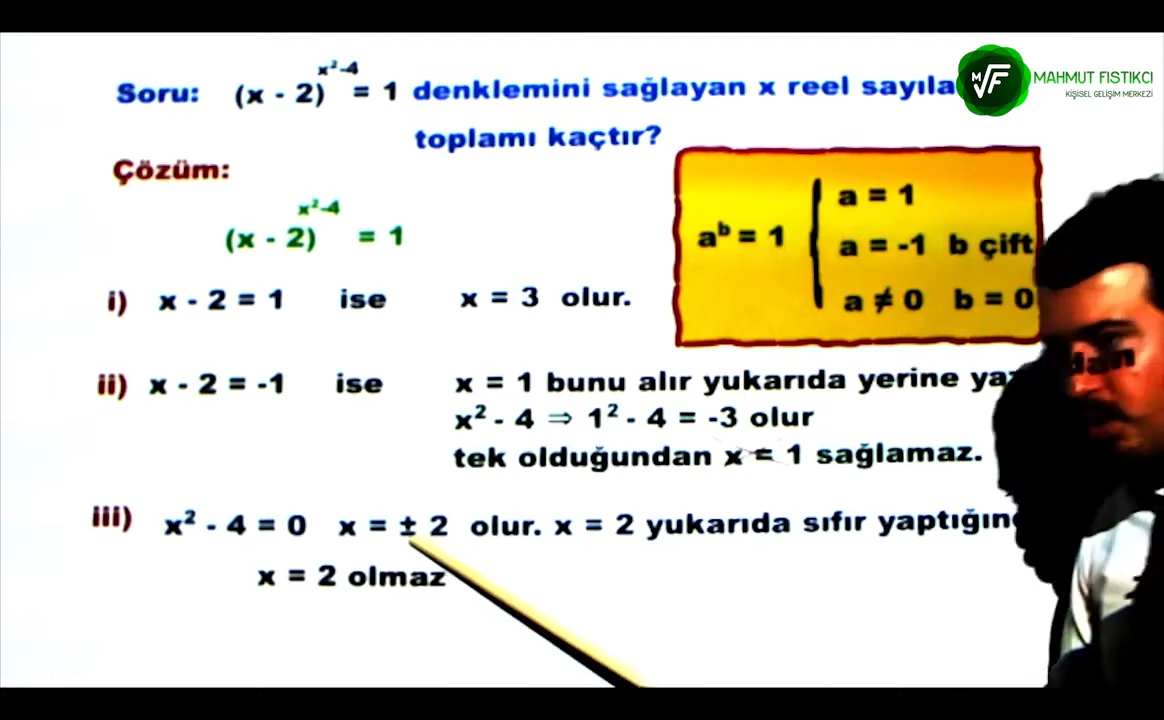 Soru: (x - 2)^x²-4 = 1 denklemini sağlayan x reel sayıla
toplamı kaçtır?
MAHMUT FISTIKCI
KİŞİSEL GELİŞİM MERKEZİ
Çözüm:
(x - 2)^x²-4 = 1
a^b = 1
a = 1
a = -1 b çift
a ≠ 0 b = 0
i) x - 2 = 1 ise x = 3 olur.
ii) x - 2 = -1 ise x = 1 bunu alır yukarıda yerine ya
dan
x² - 4 ⇒ 1² - 4 = -3 olur
tek olduğundan x = 1 sağlamaz.
iii) x² - 4 = 0 x = ± 2 olur. x = 2 yukarıda sıfır yaptığın
x = 2 olmaz